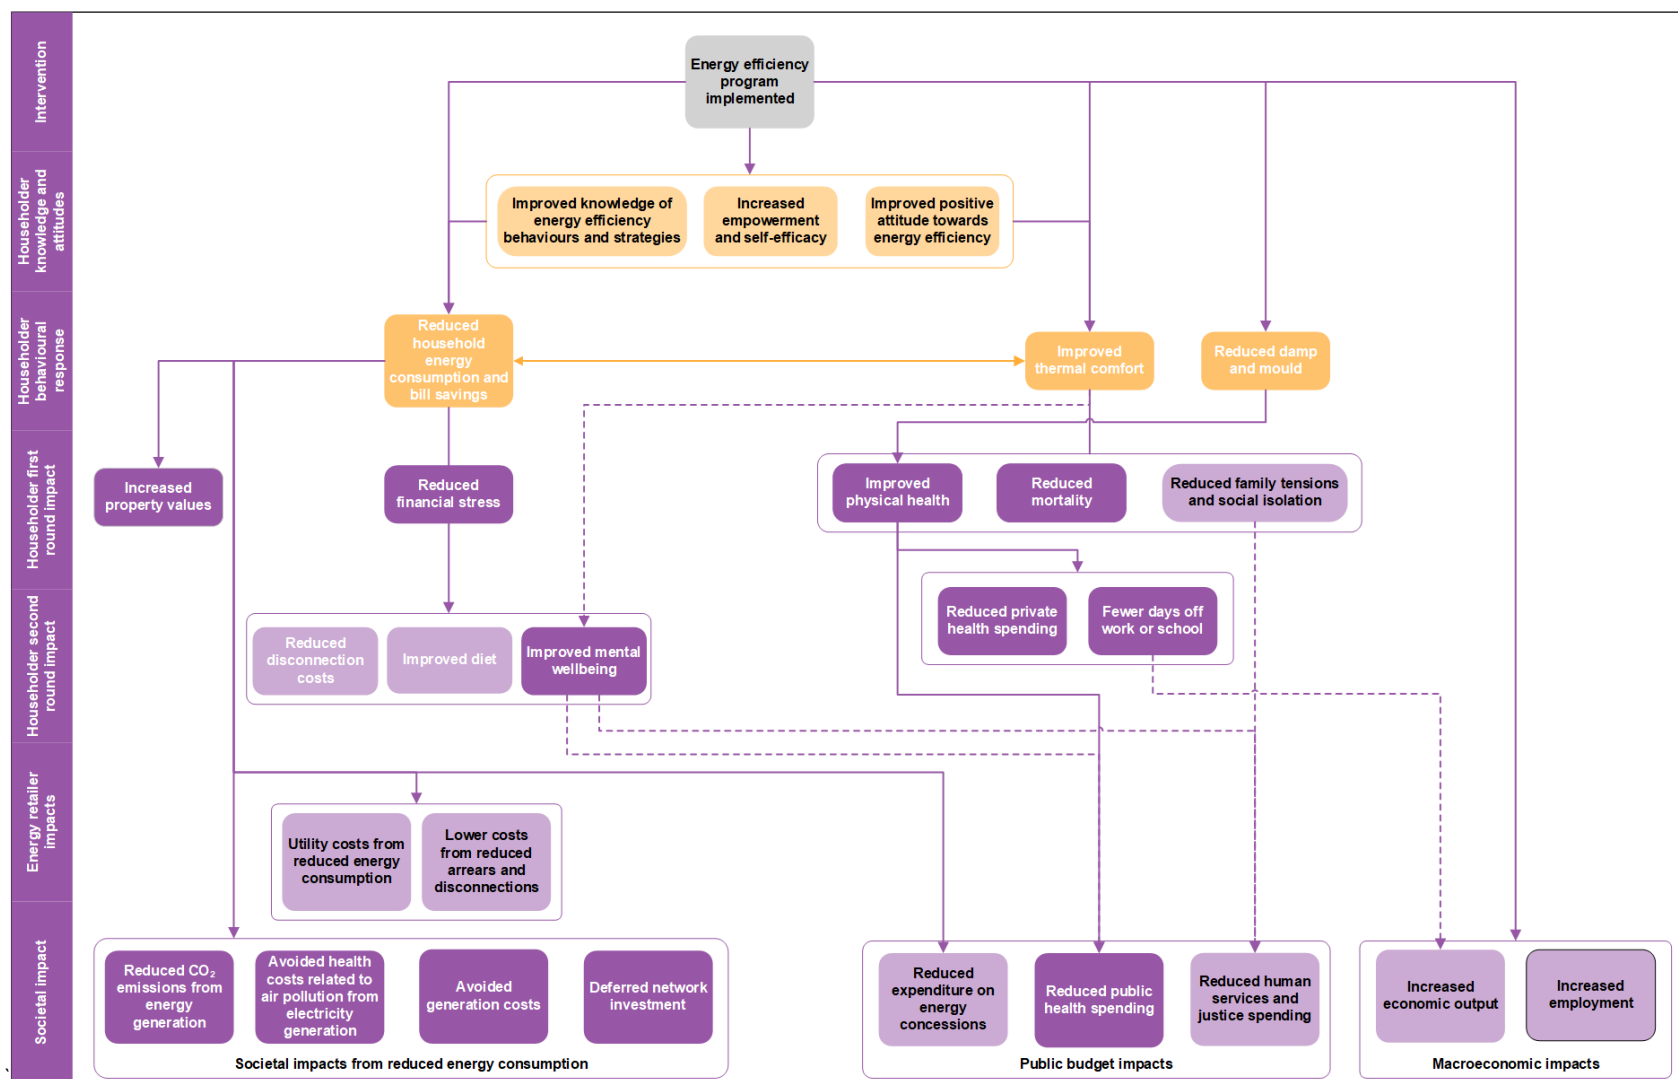 Intervention
Energy efficiency
program
implemented
Householder
knowledge and
attitudes
Improved knowledge of
energy efficiency
behaviours and strategies
Increased
empowerment
and self-efficacy
Improved positive
attitude towards
energy efficiency
Householder
behavioural
response
Reduced
household
energy
consumption and
bill savings
Improved
thermal comfort
Reduced damp
and mould
Householder first
round impact
Increased
property values
Reduced
financial stress
Improved
physical health
Reduced
mortality
Reduced family tensions
and social isolation
Householder second
round impact
Reduced private
health spending
Fewer days off
work or school
Reduced
disconnection
costs
Improved diet
Improved mental
wellbeing
Energy retailer
impacts
Utility costs from
reduced energy
consumption
Lower costs
from reduced
arrears and
disconnections
Societal impact
Reduced CO₂
emissions from
energy
generation
Avoided health
costs related to
air pollution from
electricity
generation
Avoided
generation costs
Deferred network
investment
Societal impacts from reduced energy consumption
Reduced
expenditure on
energy
concessions
Reduced public
health spending
Reduced human
services and
justice spending
Public budget impacts
Increased
economic output
Increased
employment
Macroeconomic impacts
`